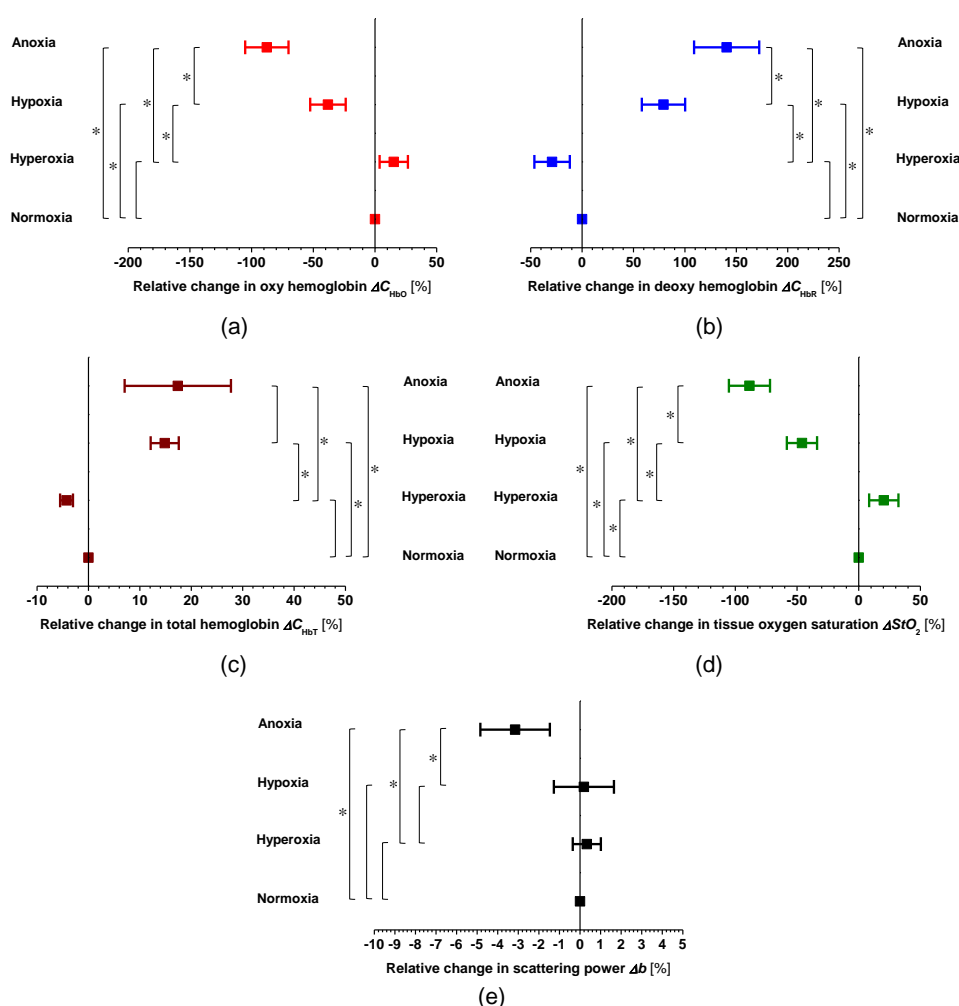 Anoxia
Hypoxia
Hyperoxia
Normoxia
* * * * *
-200 -150 -100 -50 0 50
Relative change in oxy hemoglobin ΔC_HbO [%]
(a)
Anoxia
Hypoxia
Hyperoxia
Normoxia
* * * * *
-50 0 50 100 150 200 250
Relative change in deoxy hemoglobin ΔC_HbR [%]
(b)
Anoxia
Hypoxia
Hyperoxia
Normoxia
* * * *
-10 0 10 20 30 40 50
Relative change in total hemoglobin ΔC_HbT [%]
(c)
Anoxia
Hypoxia
Hyperoxia
Normoxia
* * * * * *
-200 -150 -100 -50 0 50
Relative change in tissue oxygen saturation ΔStO₂ [%]
(d)
Anoxia
Hypoxia
Hyperoxia
Normoxia
* * *
-10 -9 -8 -7 -6 -5 -4 -3 -2 -1 0 1 2 3 4 5
Relative change in scattering power Δb [%]
(e)